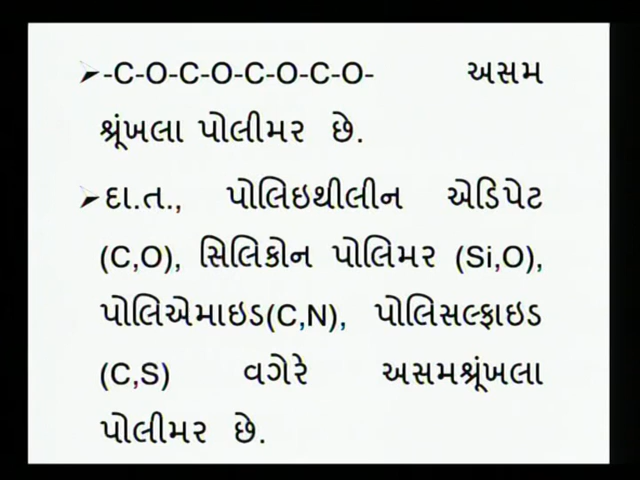 ➢-C-O-C-O-C-O-C-O- અસમ
શ્રૂંખલા પોલીમર છે.
➢દા.ત., પોલિઇથીલીન એડિપેટ
(C,O), સિલિકોન પોલિમર (Si,O),
પોલિએમાઇડ(C,N), પોલિસલ્ફાઇડ
(C,S) વગેરે અસમશ્રૂંખલા
પોલીમર છે.